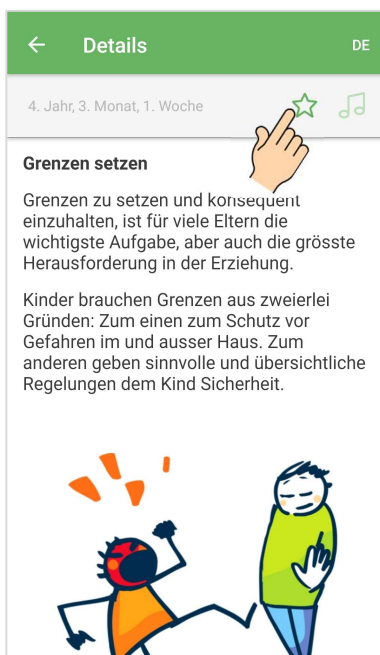 Details
DE
4. Jahr, 3. Monat, 1. Woche
Grenzen setzen
Grenzen zu setzen und konsequent
einzuhalten, ist für viele Eltern die
wichtigste Aufgabe, aber auch die grösste
Herausforderung in der Erziehung.
Kinder brauchen Grenzen aus zweierlei
Gründen: Zum einen zum Schutz vor
Gefahren im und ausser Haus. Zum
anderen geben sinnvolle und übersichtliche
Regelungen dem Kind Sicherheit.